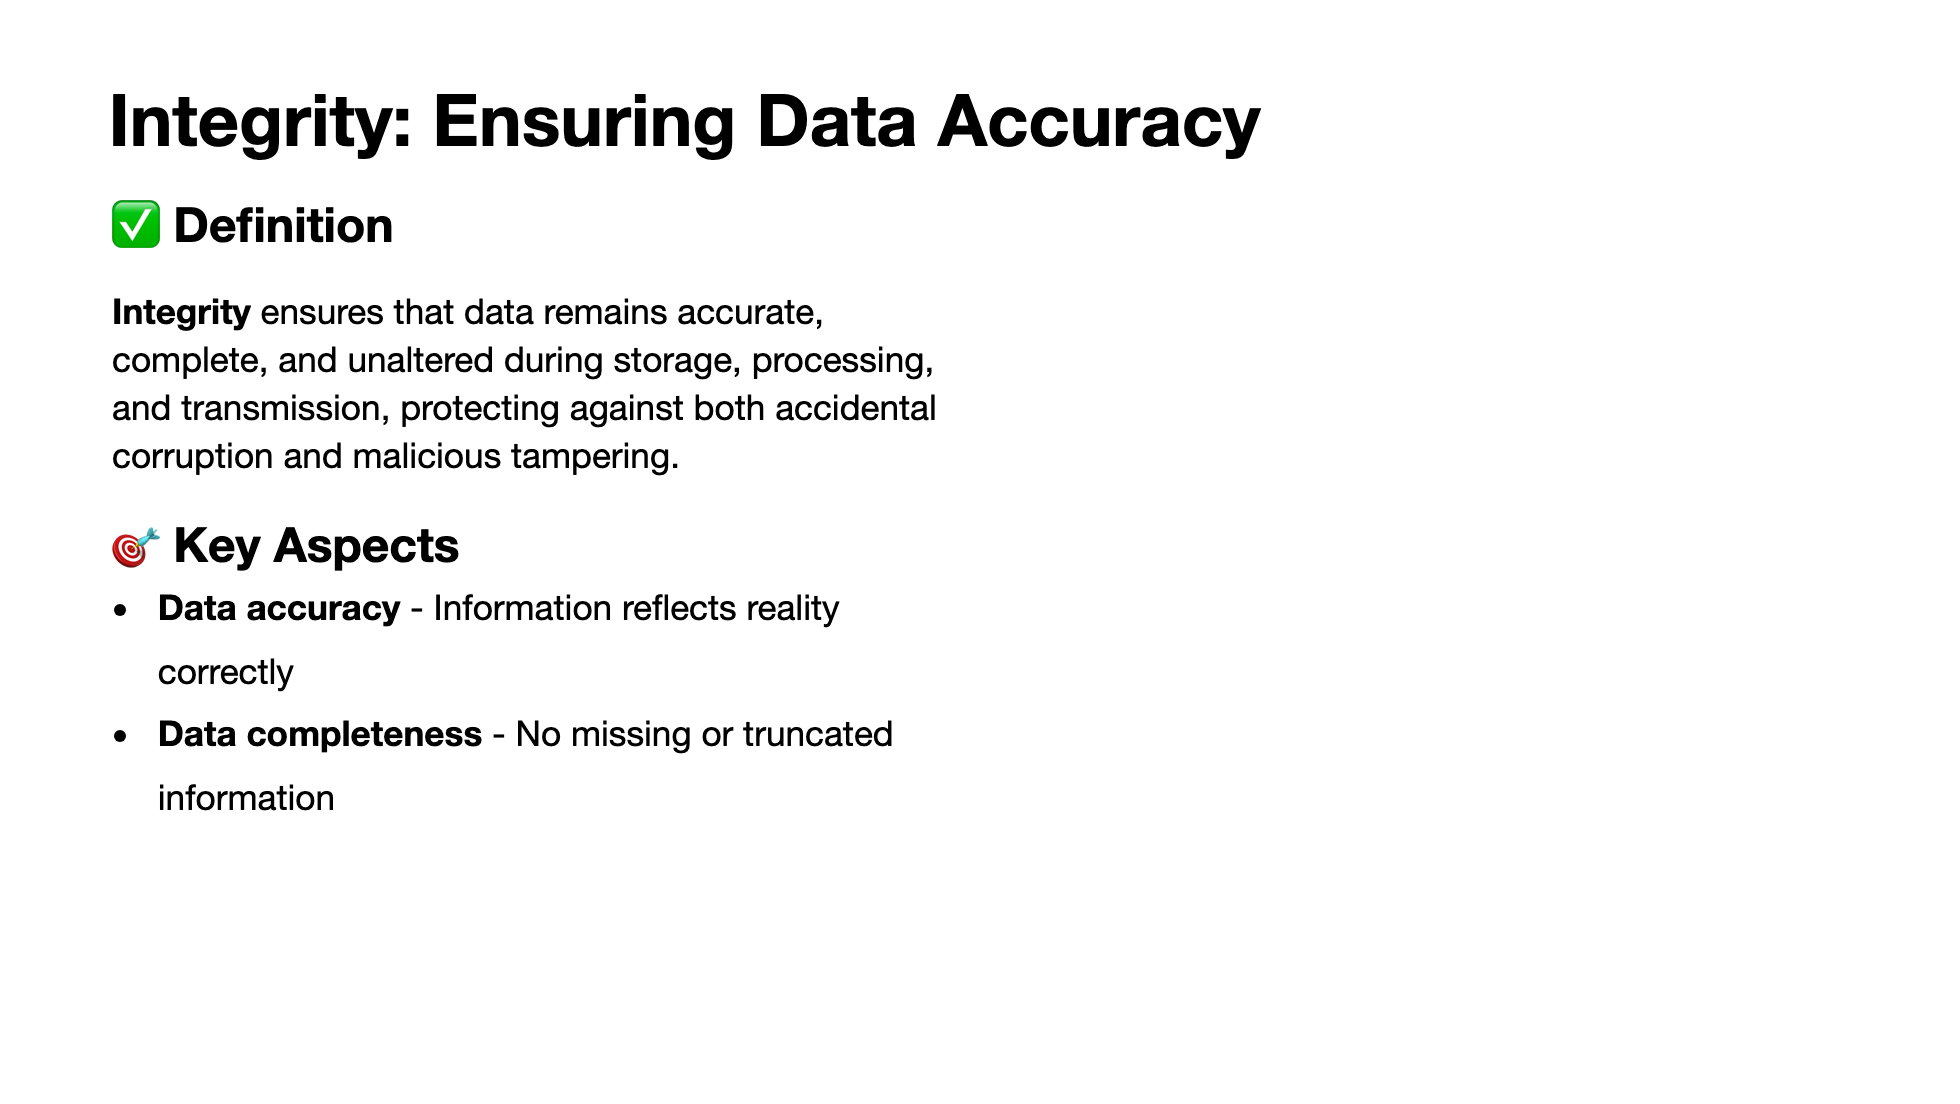 Integrity: Ensuring Data Accuracy
✅ Definition
Integrity ensures that data remains accurate,
complete, and unaltered during storage, processing,
and transmission, protecting against both accidental
corruption and malicious tampering.
🎯 Key Aspects
• Data accuracy - Information reflects reality
correctly
• Data completeness - No missing or truncated
information